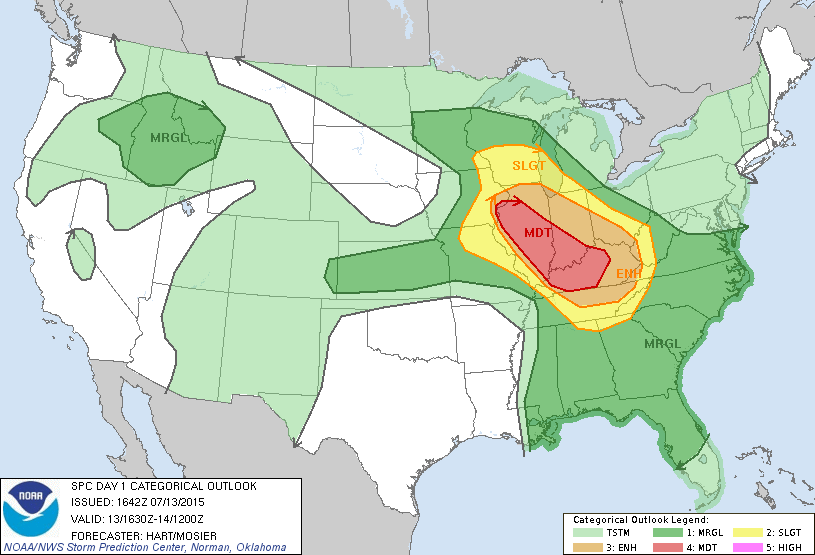 MRGL
SLGT
MDT
ENH
MRGL
NOAA
SPC DAY 1 CATEGORICAL OUTLOOK
ISSUED: 1642Z 07/13/2015
VALID: 13/1630Z-14/1200Z
FORECASTER: HART/MOSIER
NOAA/NWS Storm Prediction Center, Norman, Oklahoma
Categorical Outlook Legend:
TSTM 1: MRGL 2: SLGT
3: ENH 4: MDT 5: HIGH